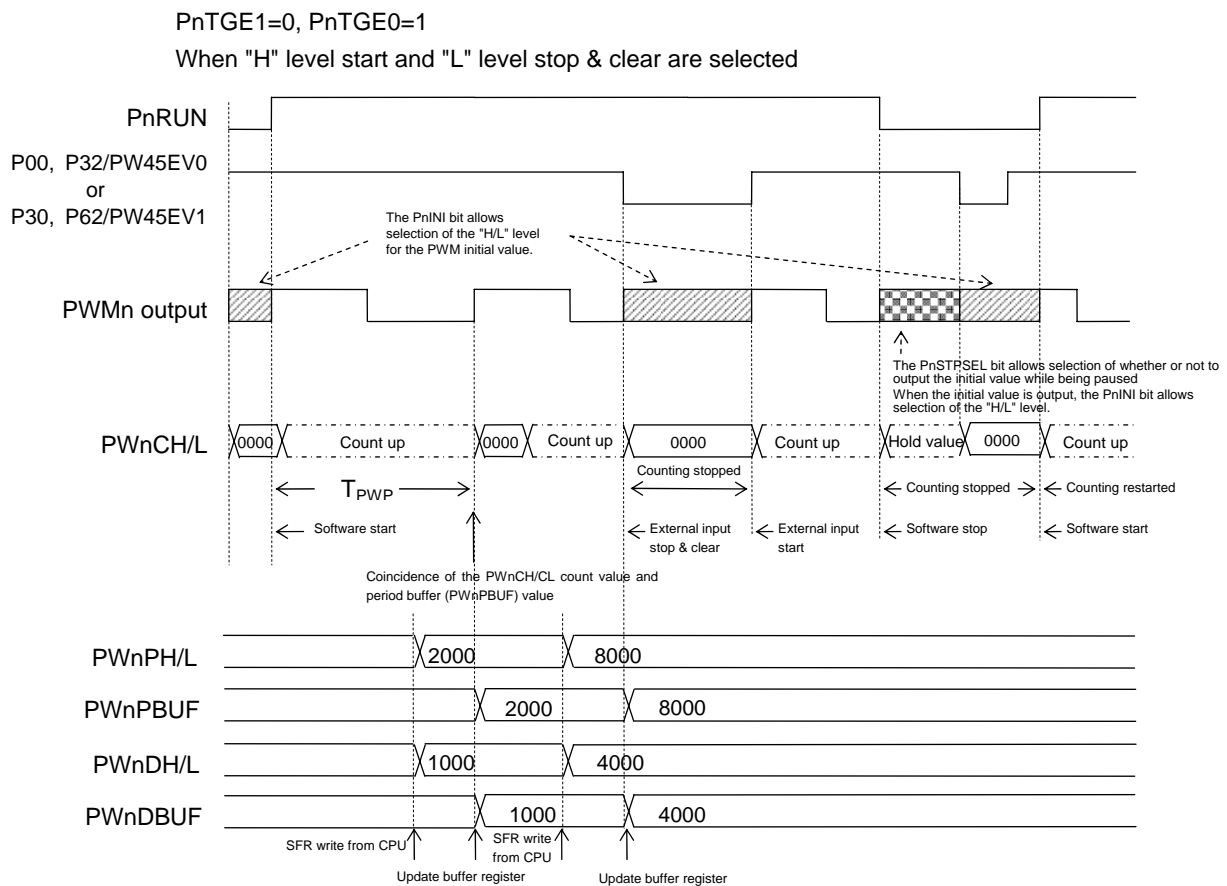 PnTGE1=0, PnTGE0=1
When "H" level start and "L" level stop & clear are selected
PnRUN
P00, P32/PW45EV0
or
P30, P62/PW45EV1
The PnINI bit allows
selection of the "H/L" level
for the PWM initial value.
PWMn output
The PnSTPSEL bit allows selection of whether or not to
output the initial value while being paused
When the initial value is output, the PnINI bit allows
selection of the "H/L" level.
PWnCH/L
0000
Count up
0000
Count up
0000
Count up
Hold value
0000
Count up
TPWP
Counting stopped
Counting stopped
Counting restarted
Software start
External input
stop & clear
External input
start
Software stop
Software start
Coincidence of the PWnCH/CL count value and
period buffer (PWnPBUF) value
PWnPH/L
2000
8000
PWnPBUF
2000
8000
PWnDH/L
1000
4000
PWnDBUF
1000
4000
SFR write from CPU
SFR write
from CPU
Update buffer register
Update buffer register